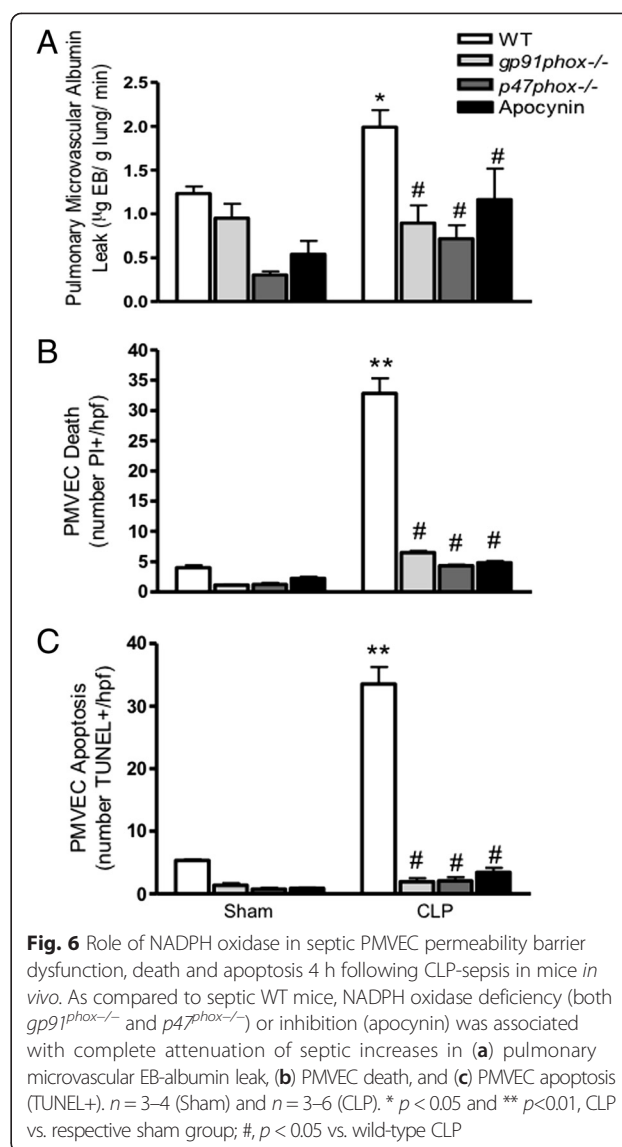 A
WT
gp91phox-/-
p47phox-/-
Apocynin
Pulmonary Microvascular Albumin
Leak (µg EB/ g lung/ min)
2.5
2.0
1.5
1.0
0.5
0.0
*
#
#
#
B
PMVEC Death
(number PI+/hpf)
40
35
30
25
20
15
10
5
0
**
#
#
#
C
PMVEC Apoptosis
(number TUNEL+/hpf)
40
30
20
10
0
**
#
#
#
Sham
CLP
Fig. 6 Role of NADPH oxidase in septic PMVEC permeability barrier
dysfunction, death and apoptosis 4 h following CLP-sepsis in mice in
vivo. As compared to septic WT mice, NADPH oxidase deficiency (both
gp91phox−/− and p47phox−/−) or inhibition (apocynin) was associated
with complete attenuation of septic increases in (a) pulmonary
microvascular EB-albumin leak, (b) PMVEC death, and (c) PMVEC apoptosis
(TUNEL+). n = 3–4 (Sham) and n = 3–6 (CLP). * p < 0.05 and ** p<0.01, CLP
vs. respective sham group; #, p < 0.05 vs. wild-type CLP